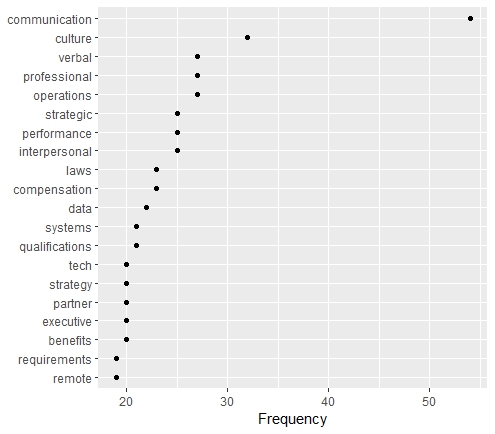 communication
culture
verbal
professional
operations
strategic
performance
interpersonal
laws
compensation
data
systems
qualifications
tech
strategy
partner
executive
benefits
requirements
remote
20 30 40 50
Frequency